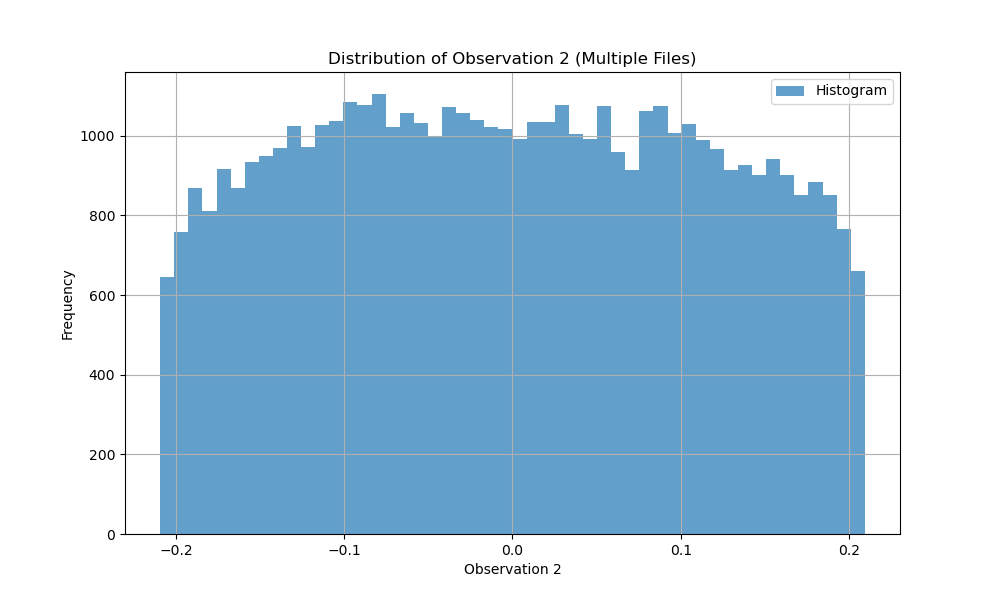 Distribution of Observation 2 (Multiple Files)
Histogram
1000
800
600
400
200
0
Frequency
−0.2
−0.1
0.0
0.1
0.2
Observation 2